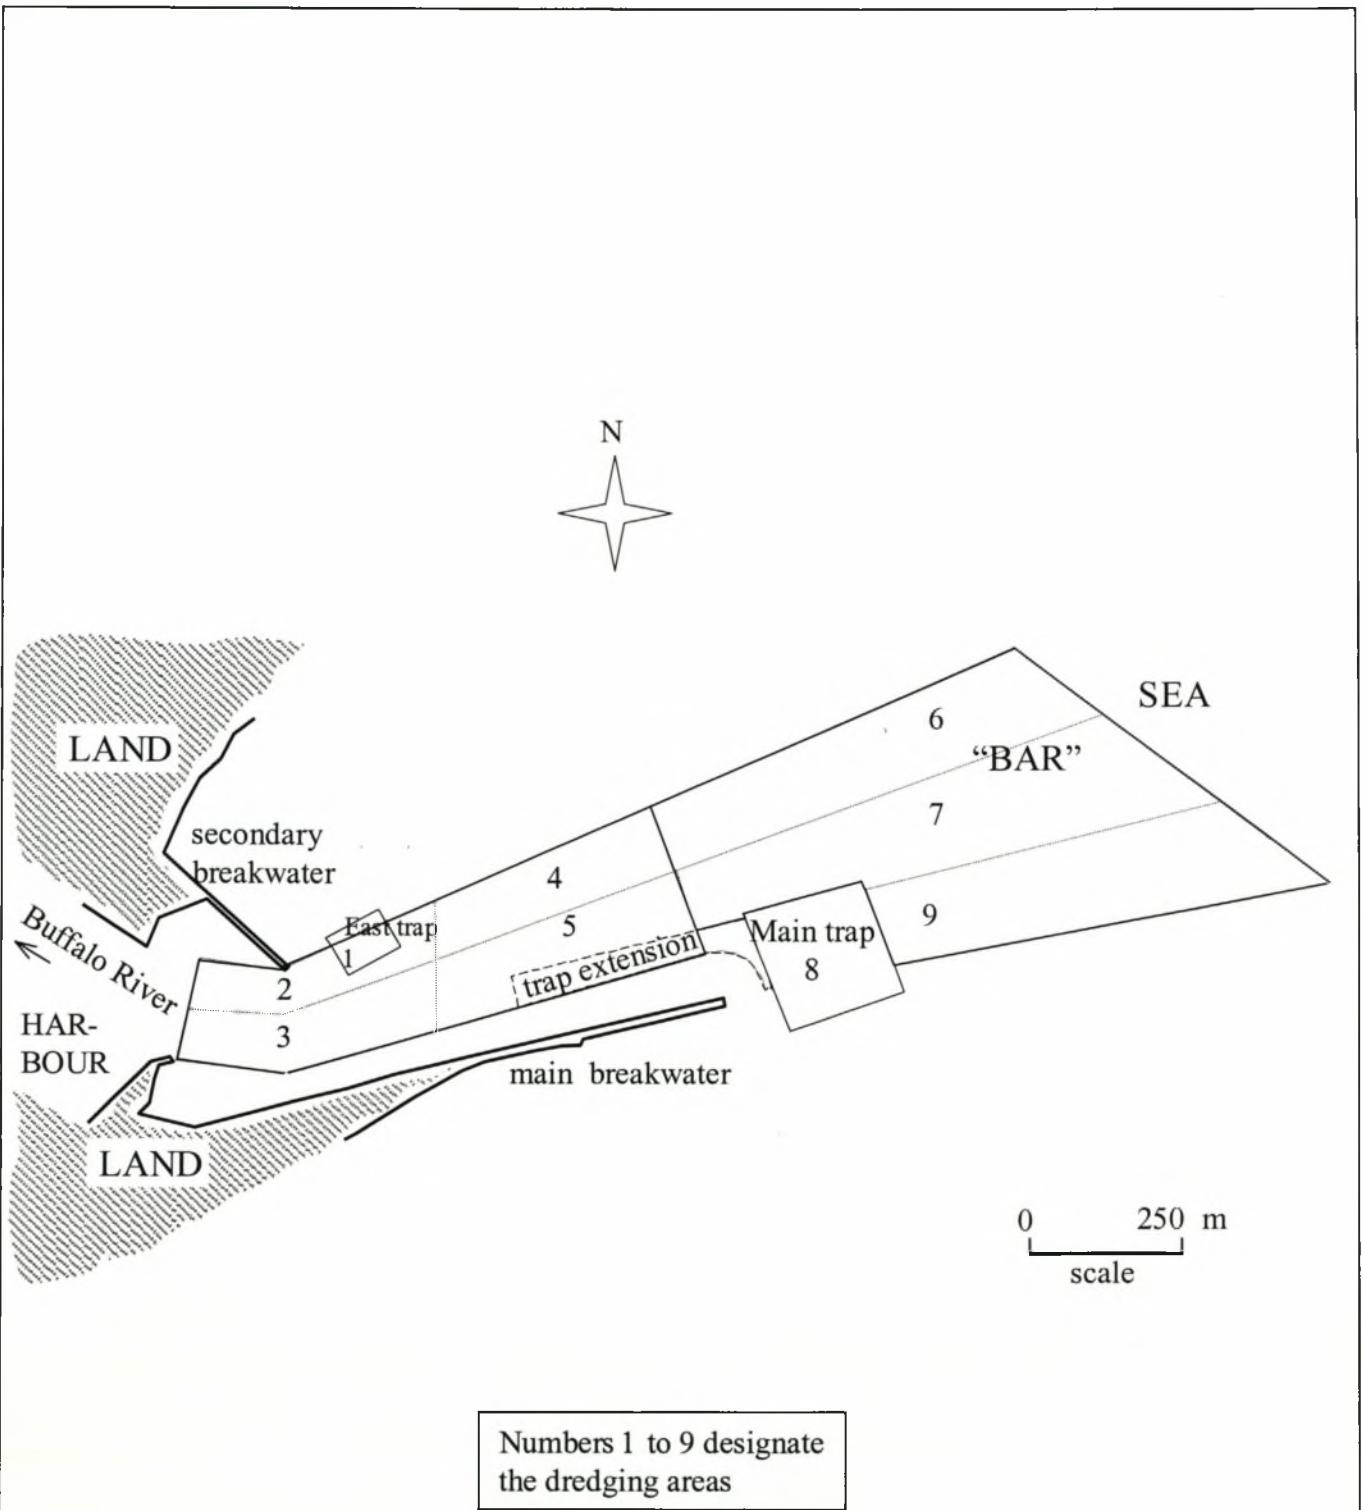 N
SEA
6
"BAR"
LAND
7
secondary
breakwater
4
9
5
East trap
1
Main trap
8
trap extension
Buffalo River
2
3
HAR-
BOUR
main breakwater
LAND
0 250 m
scale
Numbers 1 to 9 designate
the dredging areas